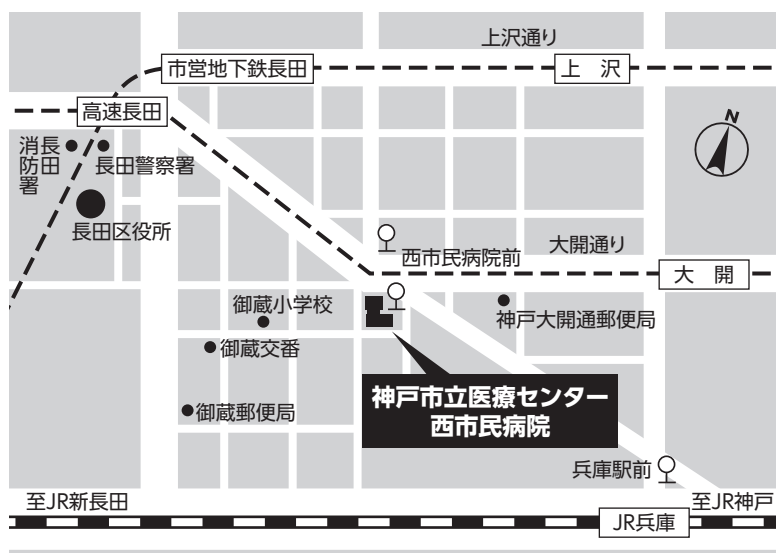 上沢通り
市営地下鉄長田
上 沢
高速長田
N
長田
消防署
長田警察署
長田区役所
西市民病院前
大開通り
大 開
御蔵小学校
神戸大開通郵便局
御蔵交番
神戸市立医療センター
西市民病院
御蔵郵便局
兵庫駅前
至JR新長田
至JR神戸
JR兵庫